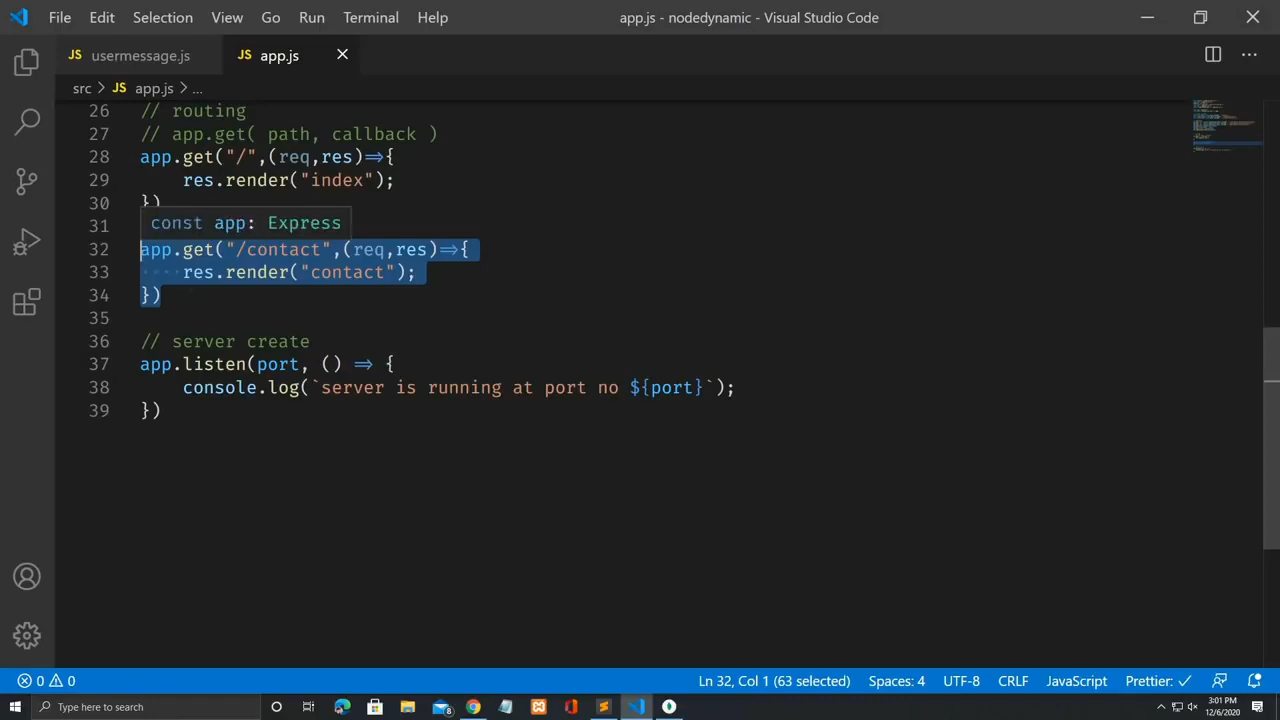 File Edit Selection View Go Run Terminal Help app.js - nodedynamic - Visual Studio Code
JS usermessage.js JS app.js
src > JS app.js > ...
26 // routing
27 // app.get( path, callback )
28 app.get("/",(req,res)=>{
29 res.render("index");
30 })
31 const app: Express
32 app.get("/contact",(req,res)=>{
33 ···· res.render("contact");
34 })
35
36 // server create
37 app.listen(port, () => {
38 console.log(`server is running at port no ${port}`);
39 })
0 0 Ln 32, Col 1 (63 selected) Spaces: 4 UTF-8 CRLF JavaScript Prettier: ✓
Type here to search 8 3:01 PM
12/6/2020